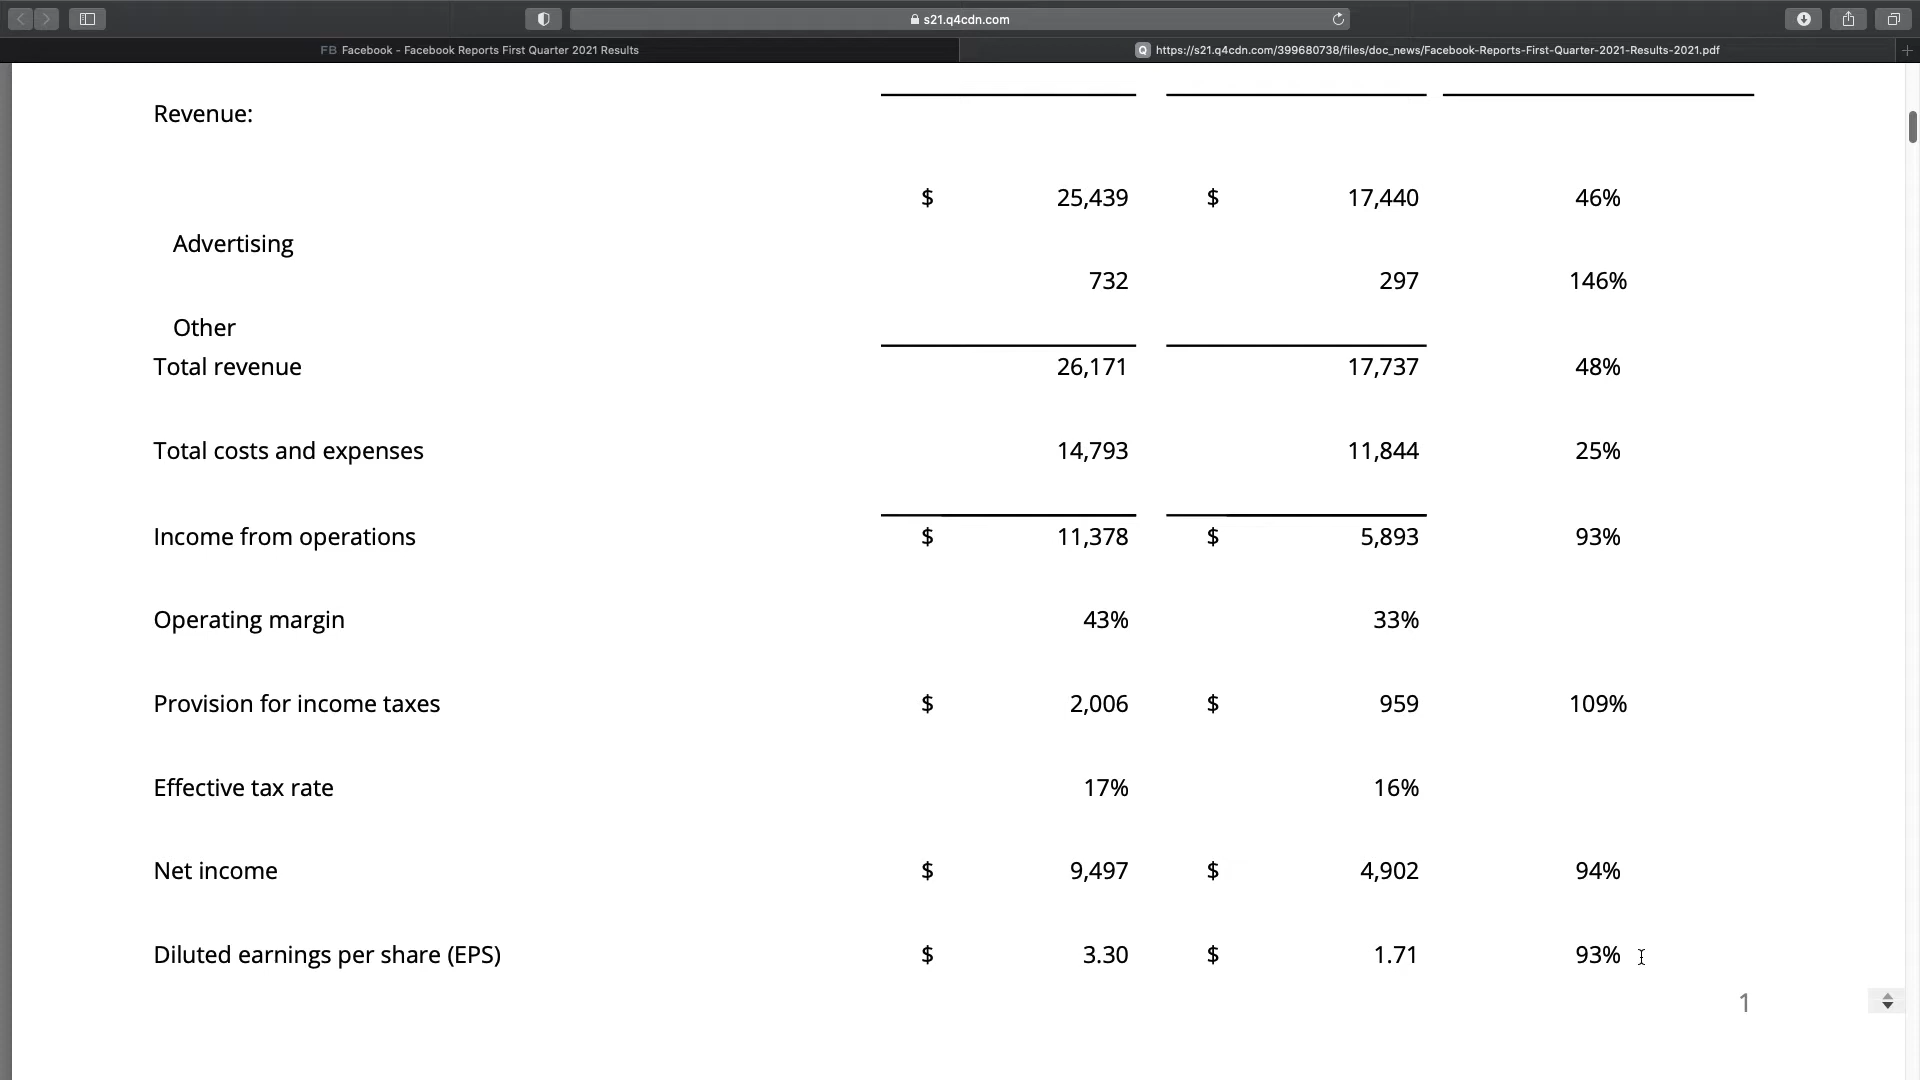 s21.q4cdn.com
FB Facebook - Facebook Reports First Quarter 2021 Results
Q https://s21.q4cdn.com/399680738/files/doc_news/Facebook-Reports-First-Quarter-2021-Results-2021.pdf
Revenue:
$ 25,439 $ 17,440 46%
Advertising
732 297 146%
Other
Total revenue 26,171 17,737 48%
Total costs and expenses 14,793 11,844 25%
Income from operations $ 11,378 $ 5,893 93%
Operating margin 43% 33%
Provision for income taxes $ 2,006 $ 959 109%
Effective tax rate 17% 16%
Net income $ 9,497 $ 4,902 94%
Diluted earnings per share (EPS) $ 3.30 $ 1.71 93%
1